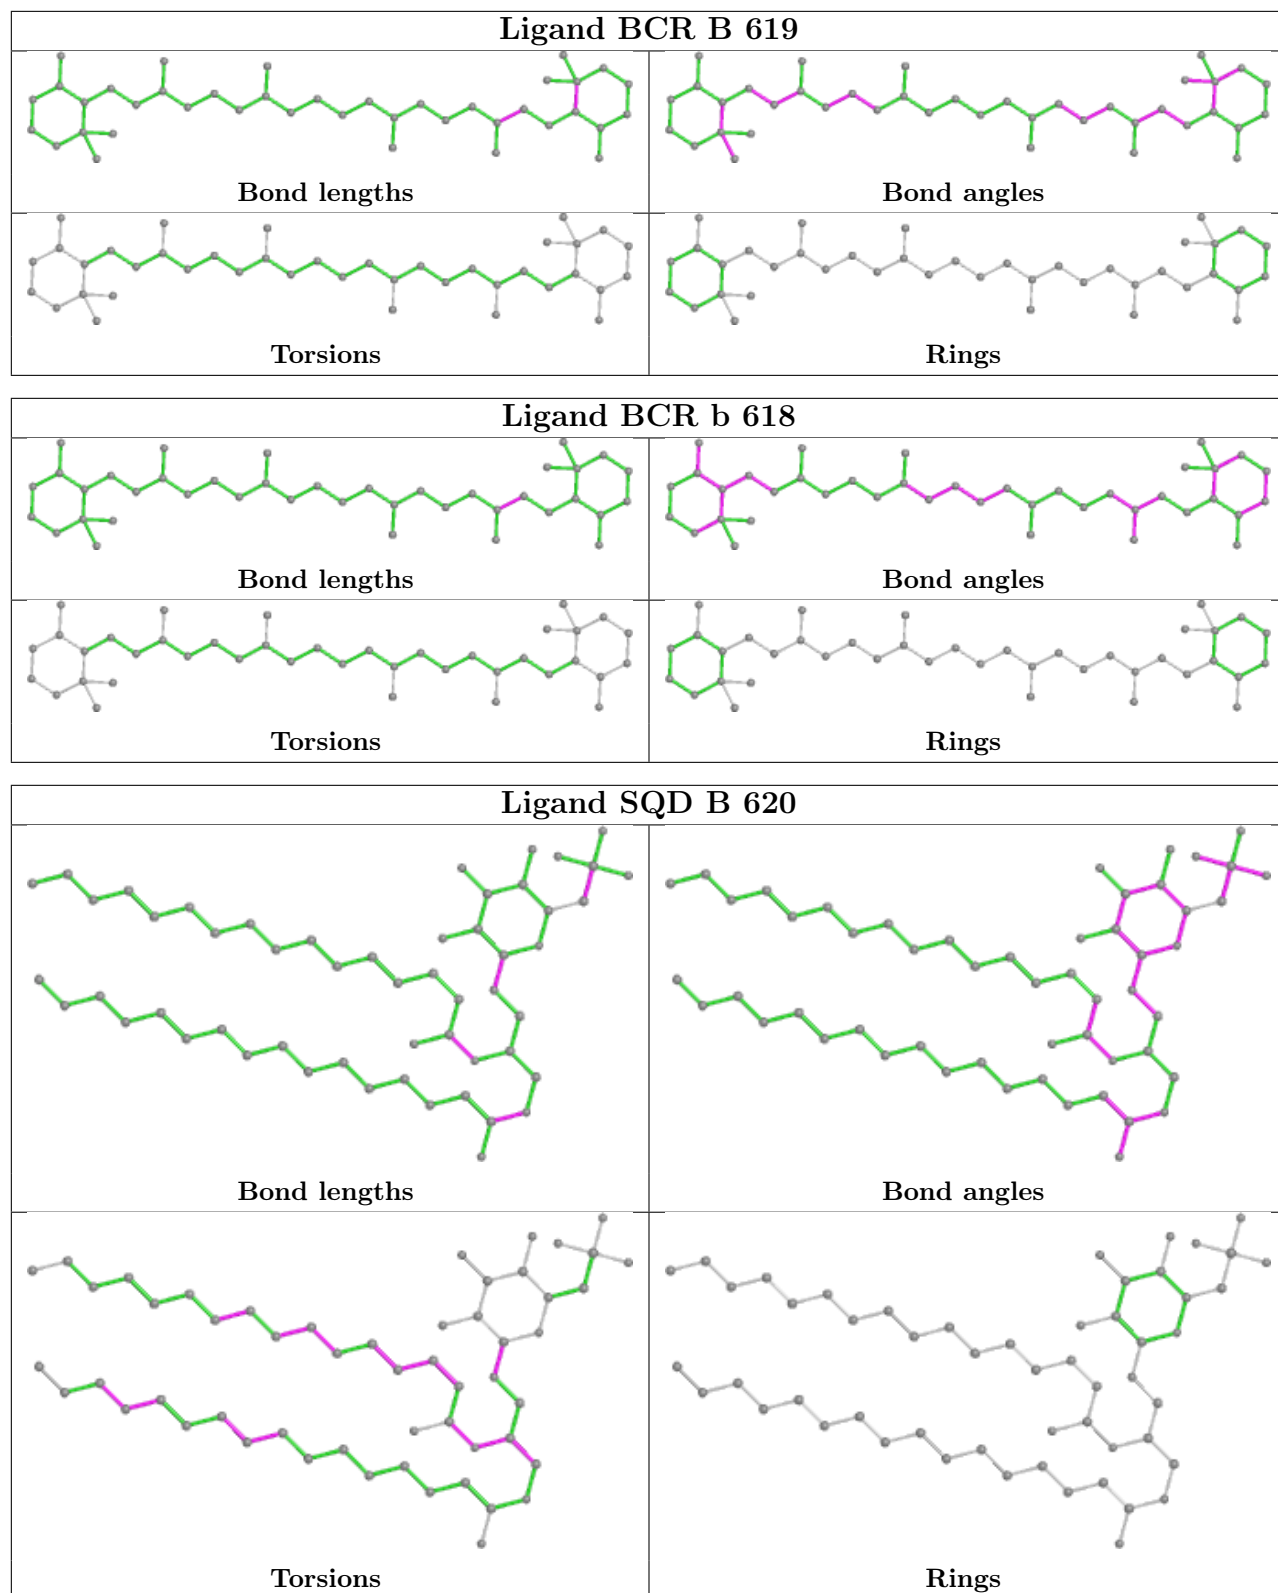 Ligand BCR B 619
Bond lengths
Bond angles
Torsions
Rings
Ligand BCR b 618
Bond lengths
Bond angles
Torsions
Rings
Ligand SQD B 620
Bond lengths
Bond angles
Torsions
Rings